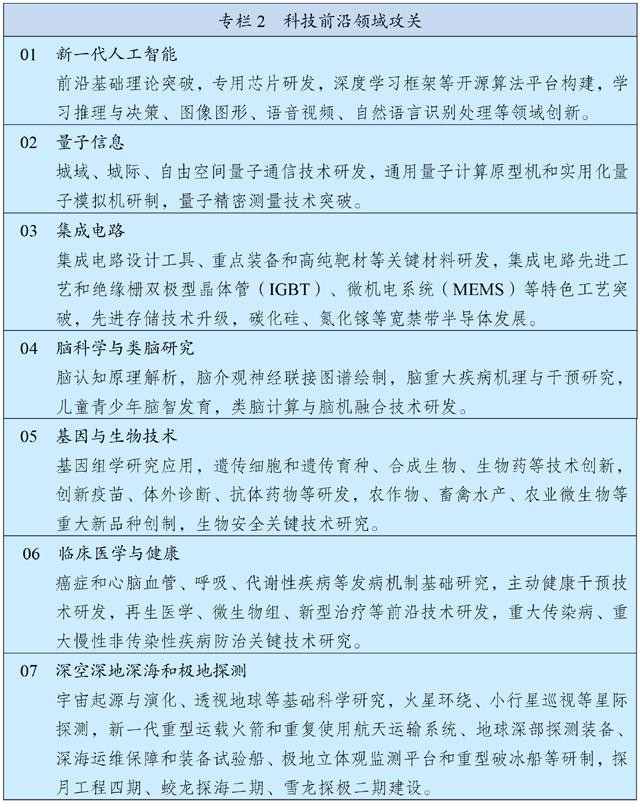 专栏2 科技前沿领域攻关
01 新一代人工智能
前沿基础理论突破，专用芯片研发，深度学习框架等开源算法平台构建，学
习推理与决策、图像图形、语音视频、自然语言识别处理等领域创新。
02 量子信息
城域、城际、自由空间量子通信技术研发，通用量子计算原型机和实用化量
子模拟机研制，量子精密测量技术突破。
03 集成电路
集成电路设计工具、重点装备和高纯靶材等关键材料研发，集成电路先进工
艺和绝缘栅双极型晶体管（IGBT）、微机电系统（MEMS）等特色工艺突
破，先进存储技术升级，碳化硅、氮化镓等宽禁带半导体发展。
04 脑科学与类脑研究
脑认知原理解析，脑介观神经联接图谱绘制，脑重大疾病机理与干预研究，
儿童青少年脑智发育，类脑计算与脑机融合技术研发。
05 基因与生物技术
基因组学研究应用，遗传细胞和遗传育种、合成生物、生物药等技术创新，
创新疫苗、体外诊断、抗体药物等研发，农作物、畜禽水产、农业微生物等
重大新品种创制，生物安全关键技术研究。
06 临床医学与健康
癌症和心脑血管、呼吸、代谢性疾病等发病机制基础研究，主动健康干预技
术研发，再生医学、微生物组、新型治疗等前沿技术研发，重大传染病、重
大慢性非传染性疾病防治关键技术研究。
07 深空深地深海和极地探测
宇宙起源与演化、透视地球等基础科学研究，火星环绕、小行星巡视等星际
探测，新一代重型运载火箭和重复使用航天运输系统、地球深部探测装备、
深海运维保障和装备试验船、极地立体观监测平台和重型破冰船等研制，探
月工程四期、蛟龙探海二期、雪龙探极二期建设。